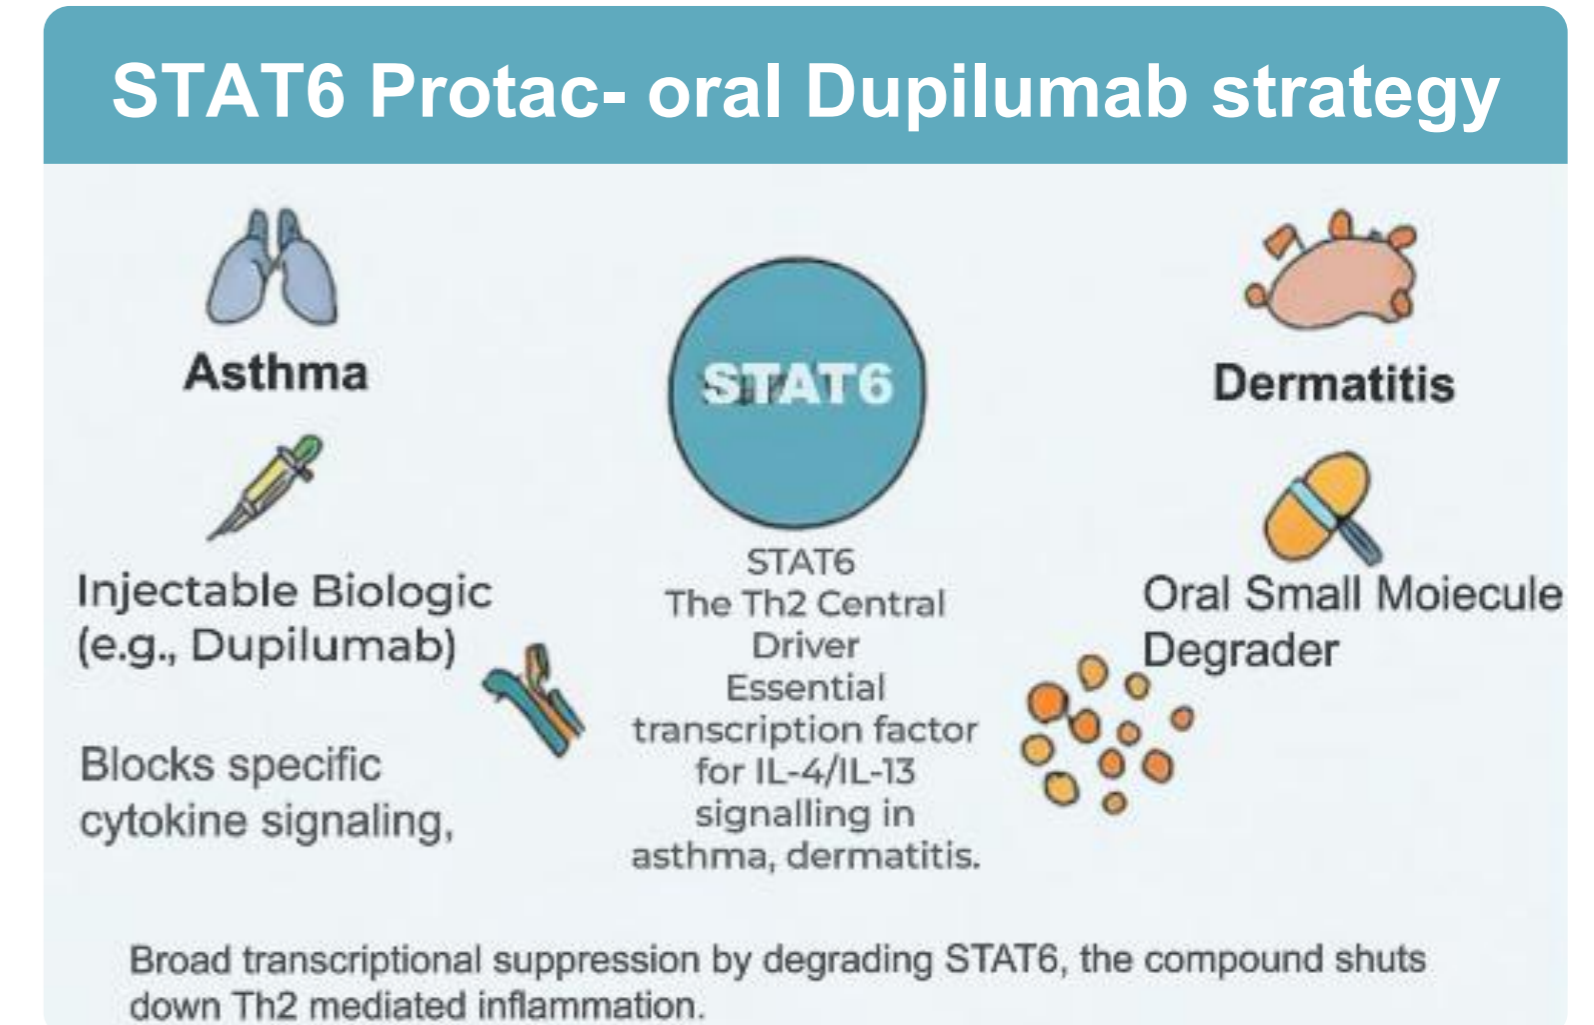 STAT6 Protac- oral Dupilumab strategy
Asthma
Injectable Biologic
(e.g., Dupilumab)
Blocks specific
cytokine signaling,
STAT6
STAT6
The Th2 Central
Driver
Essential
transcription factor
for IL-4/IL-13
signalling in
asthma, dermatitis.
Dermatitis
Oral Small Moiecule
Degrader
Broad transcriptional suppression by degrading STAT6, the compound shuts
down Th2 mediated inflammation.